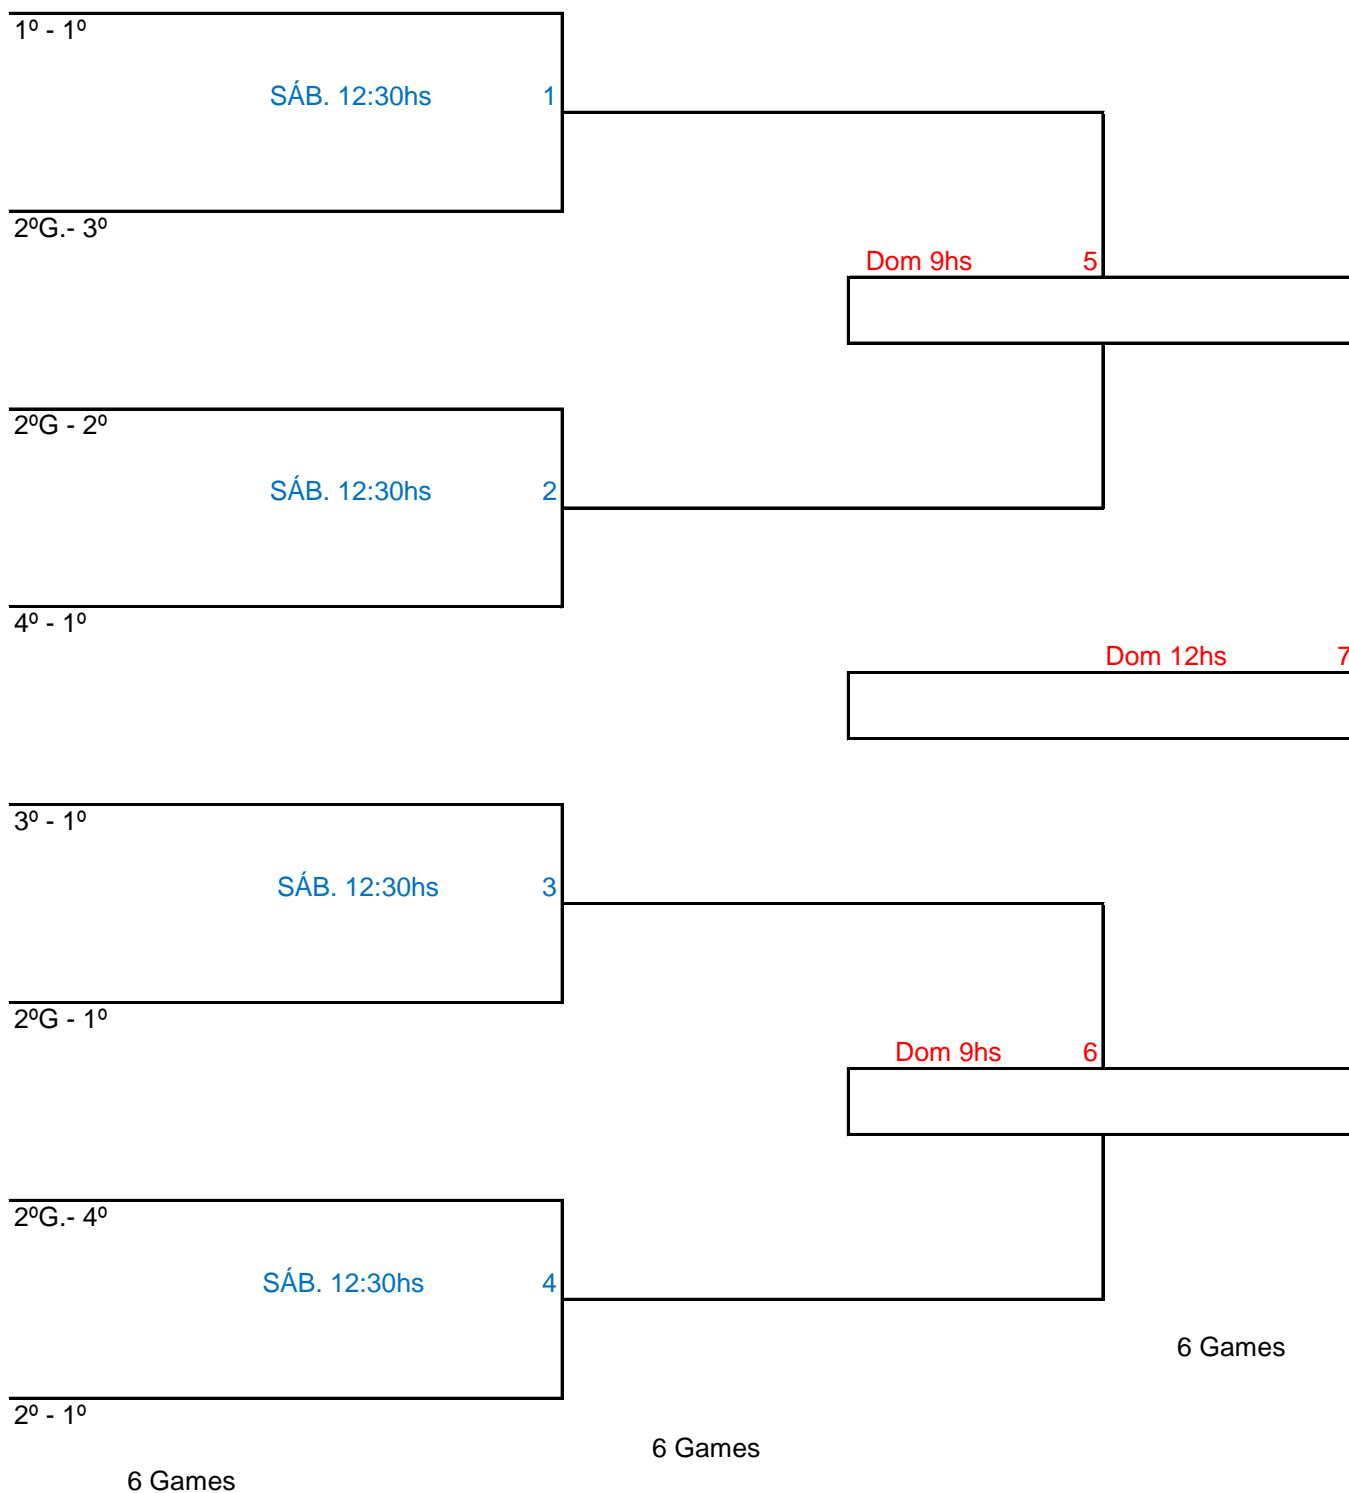 1º - 1º
SÁB. 12:30hs 1
2ºG.- 3º
Dom 9hs 5
2ºG - 2º
SÁB. 12:30hs 2
4º - 1º
Dom 12hs 7
3º - 1º
SÁB. 12:30hs 3
2ºG - 1º
Dom 9hs 6
2ºG.- 4º
SÁB. 12:30hs 4
6 Games
2º - 1º
6 Games
6 Games